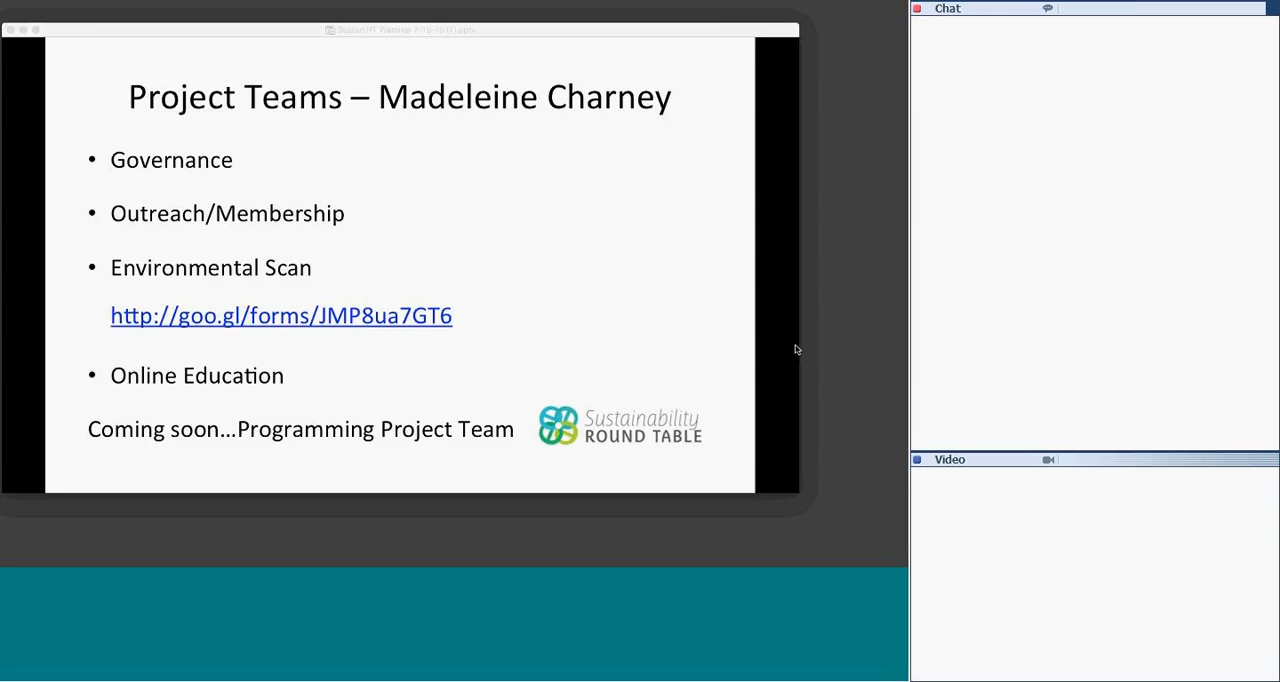 Chat
Project Teams – Madeleine Charney
• Governance
• Outreach/Membership
• Environmental Scan
http://goo.gl/forms/JMP8ua7GT6
• Online Education
Coming soon...Programming Project Team
Sustainability
ROUND TABLE
Video